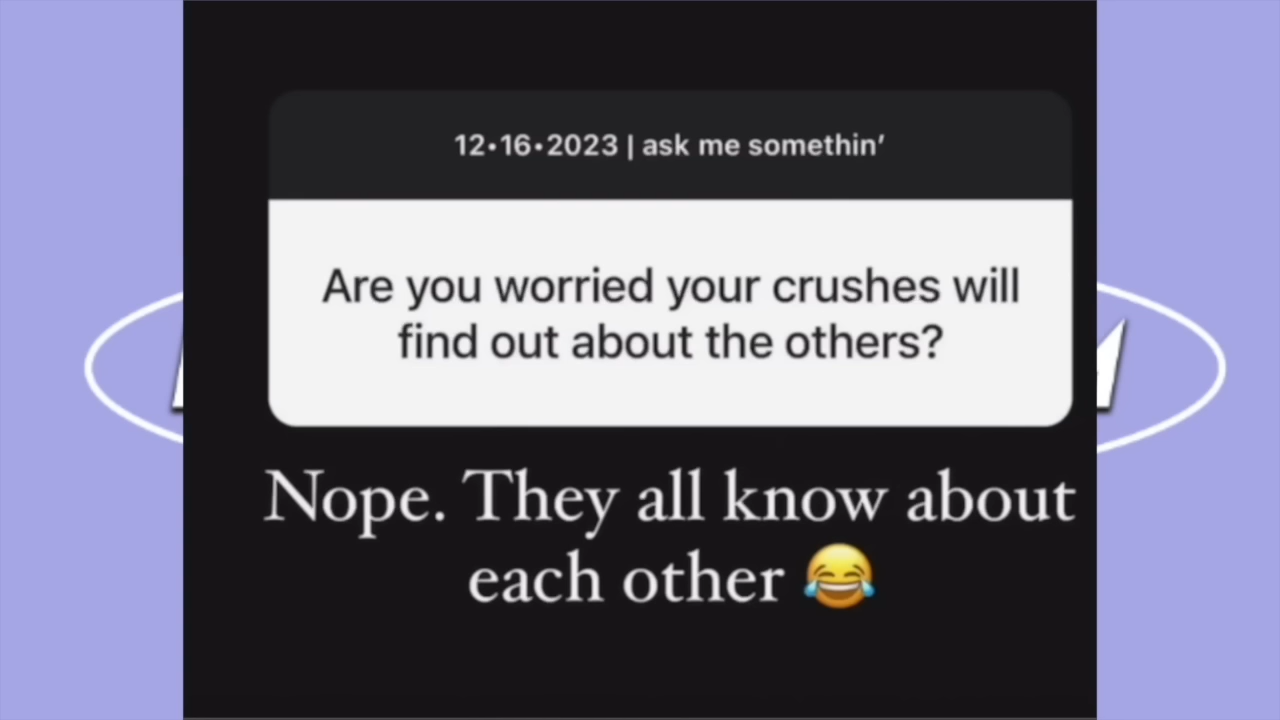 12•16•2023 | ask me somethin’
Are you worried your crushes will
find out about the others?
Nope. They all know about
each other 😂